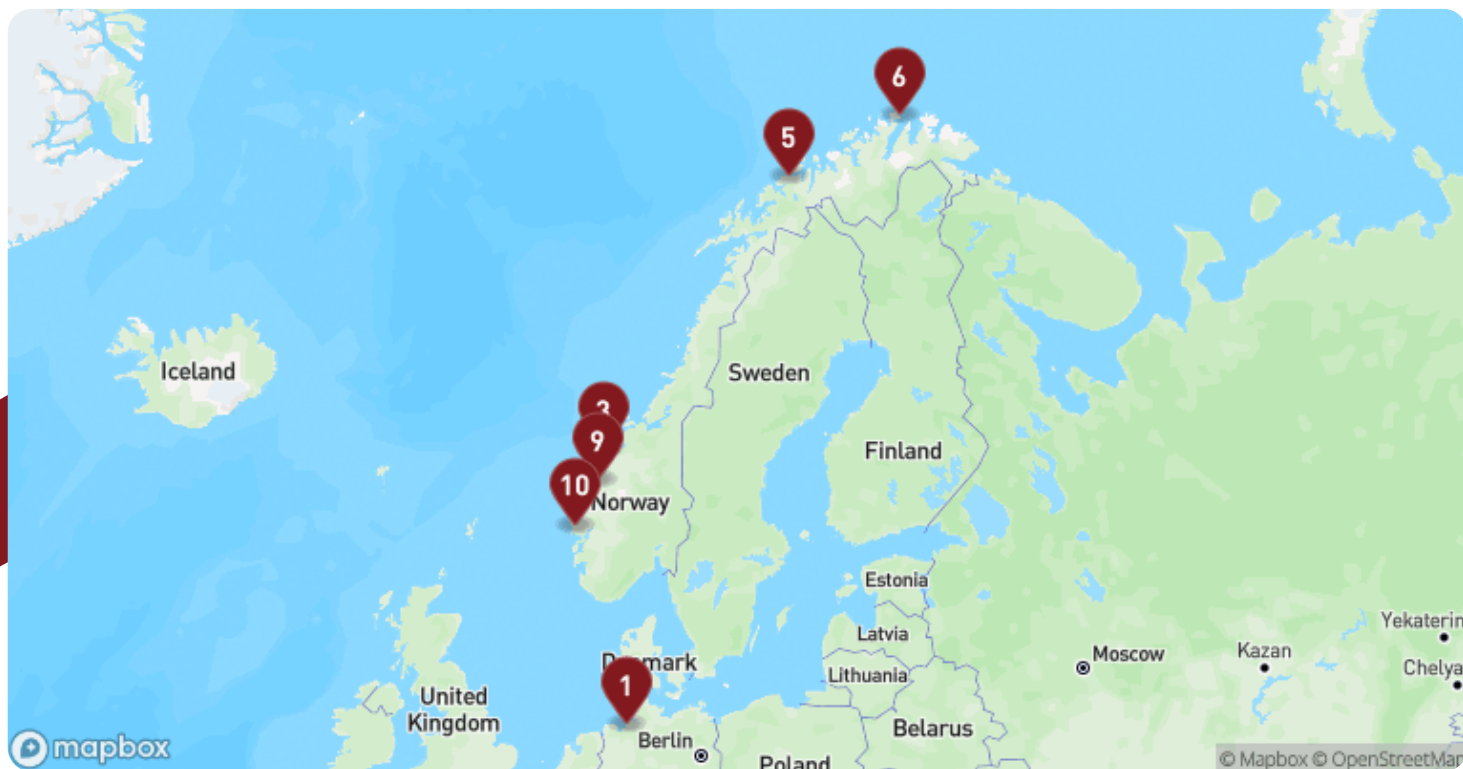 6
5
Iceland
Sweden
3
9
10
Norway
Finland
Estonia
Latvia
Lithuania
Denmark
1
United
Kingdom
Moscow
Kazan
Yekaterin
Chelya
Belarus
Berlin
Poland
mapbox
© Mapbox © OpenStreetMap